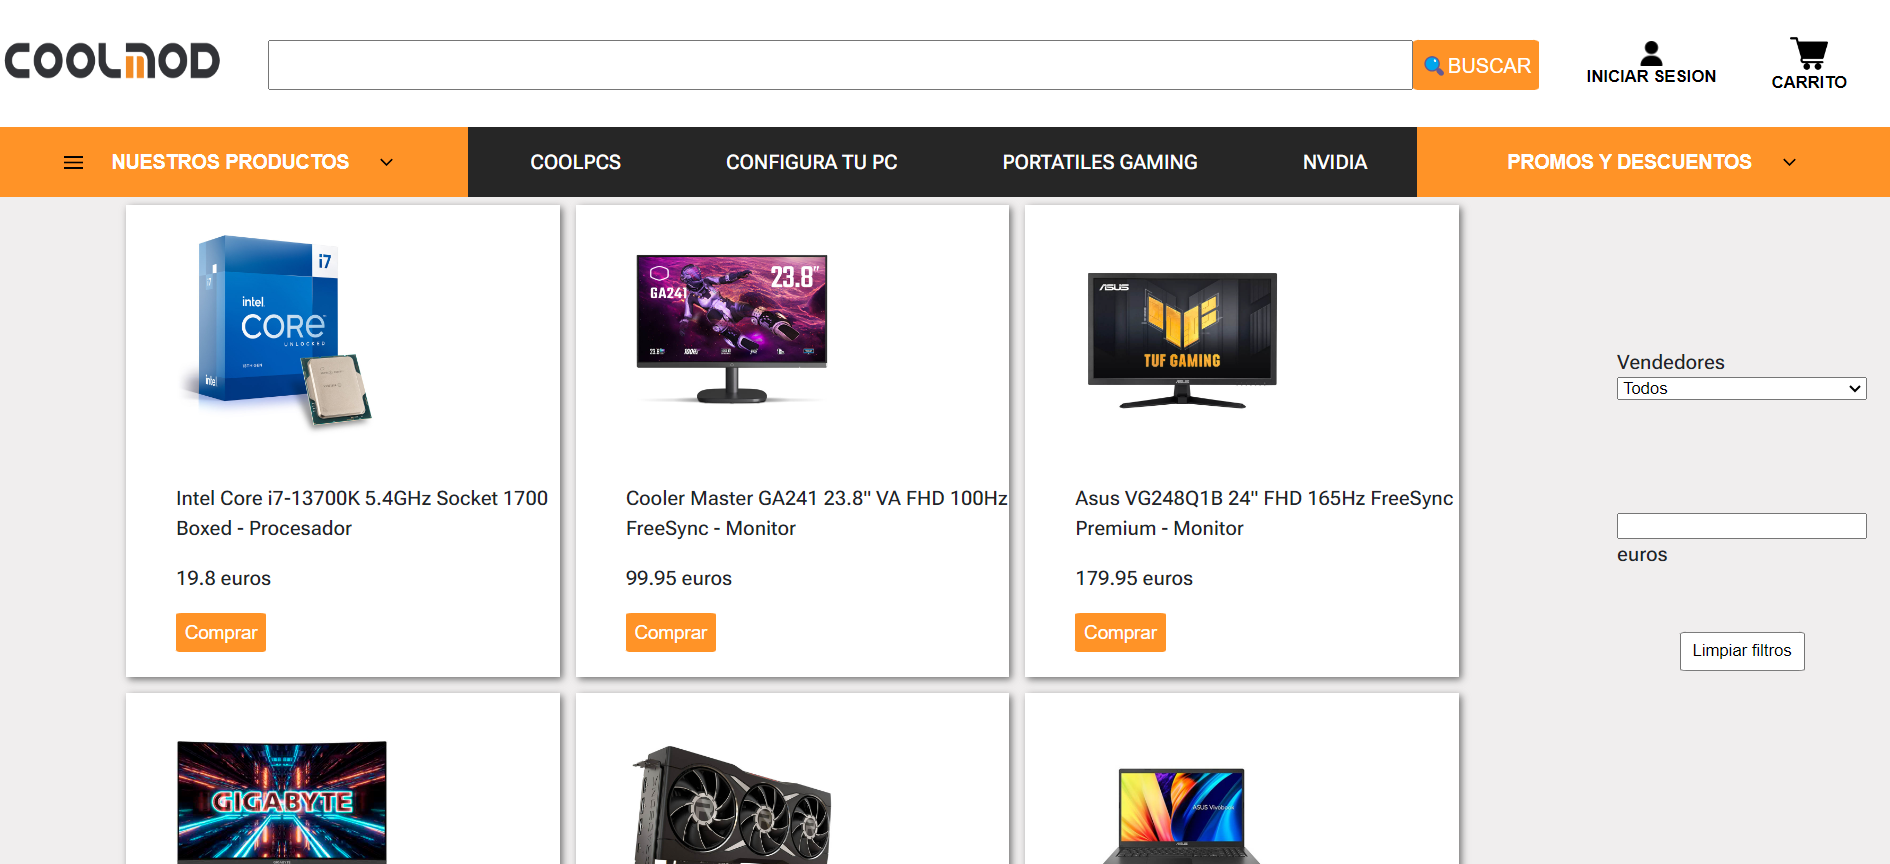 COOLMOD
BUSCAR
INICIAR SESION
CARRITO
NUESTROS PRODUCTOS
COOLPCS
CONFIGURA TU PC
PORTATILES GAMING
NVIDIA
PROMOS Y DESCUENTOS
i7
i7
intel
CORE
UNLOCKED
intel
23.8"
GA241
ASUS
TUF GAMING
Intel Core i7-13700K 5.4GHz Socket 1700
Boxed - Procesador
19.8 euros
Comprar
Cooler Master GA241 23.8" VA FHD 100Hz
FreeSync - Monitor
99.95 euros
Comprar
Asus VG248Q1B 24" FHD 165Hz FreeSync
Premium - Monitor
179.95 euros
Comprar
Vendedores
Todos
euros
Limpiar filtros
GIGABYTE
ASUS Vivobook